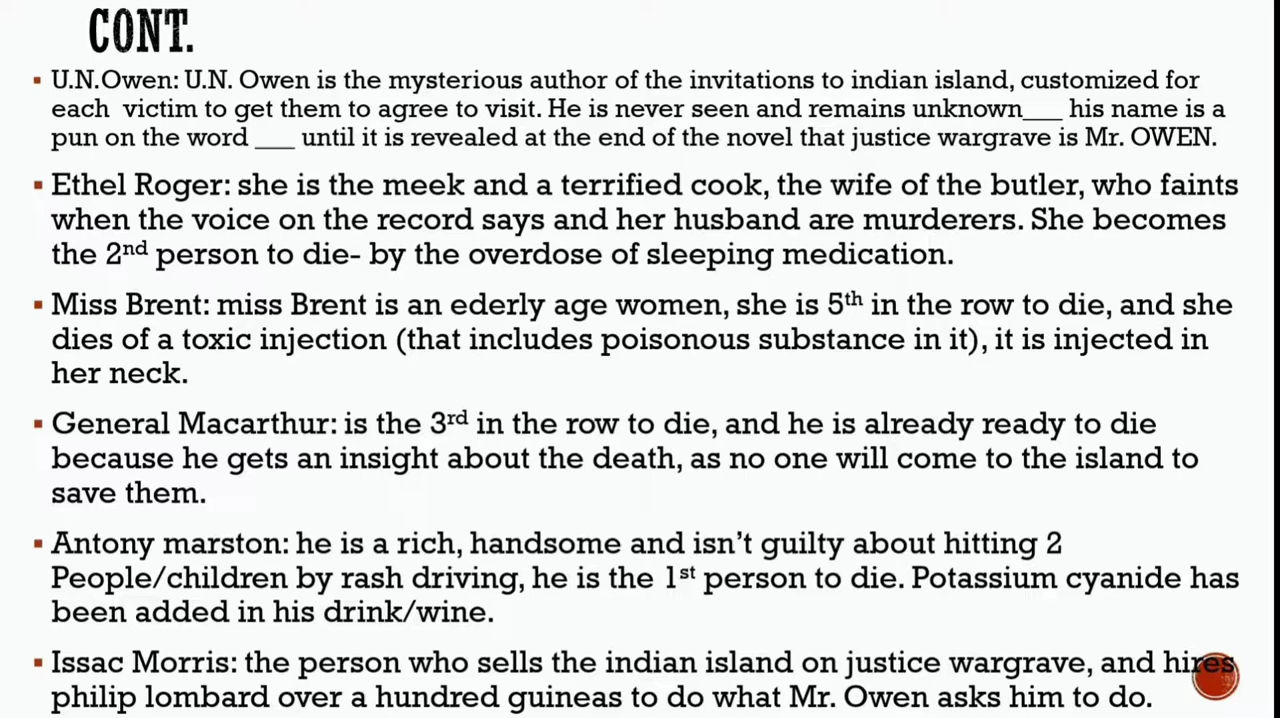 CONT.
▪ U.N.Owen: U.N. Owen is the mysterious author of the invitations to indian island, customized for
each victim to get them to agree to visit. He is never seen and remains unknown___ his name is a
pun on the word ___ until it is revealed at the end of the novel that justice wargrave is Mr. OWEN.
▪ Ethel Roger: she is the meek and a terrified cook, the wife of the butler, who faints
when the voice on the record says and her husband are murderers. She becomes
the 2nd person to die- by the overdose of sleeping medication.
▪ Miss Brent: miss Brent is an ederly age women, she is 5th in the row to die, and she
dies of a toxic injection (that includes poisonous substance in it), it is injected in
her neck.
▪ General Macarthur: is the 3rd in the row to die, and he is already ready to die
because he gets an insight about the death, as no one will come to the island to
save them.
▪ Antony marston: he is a rich, handsome and isn't guilty about hitting 2
People/children by rash driving, he is the 1st person to die. Potassium cyanide has
been added in his drink/wine.
▪ Issac Morris: the person who sells the indian island on justice wargrave, and hires
philip lombard over a hundred guineas to do what Mr. Owen asks him to do.